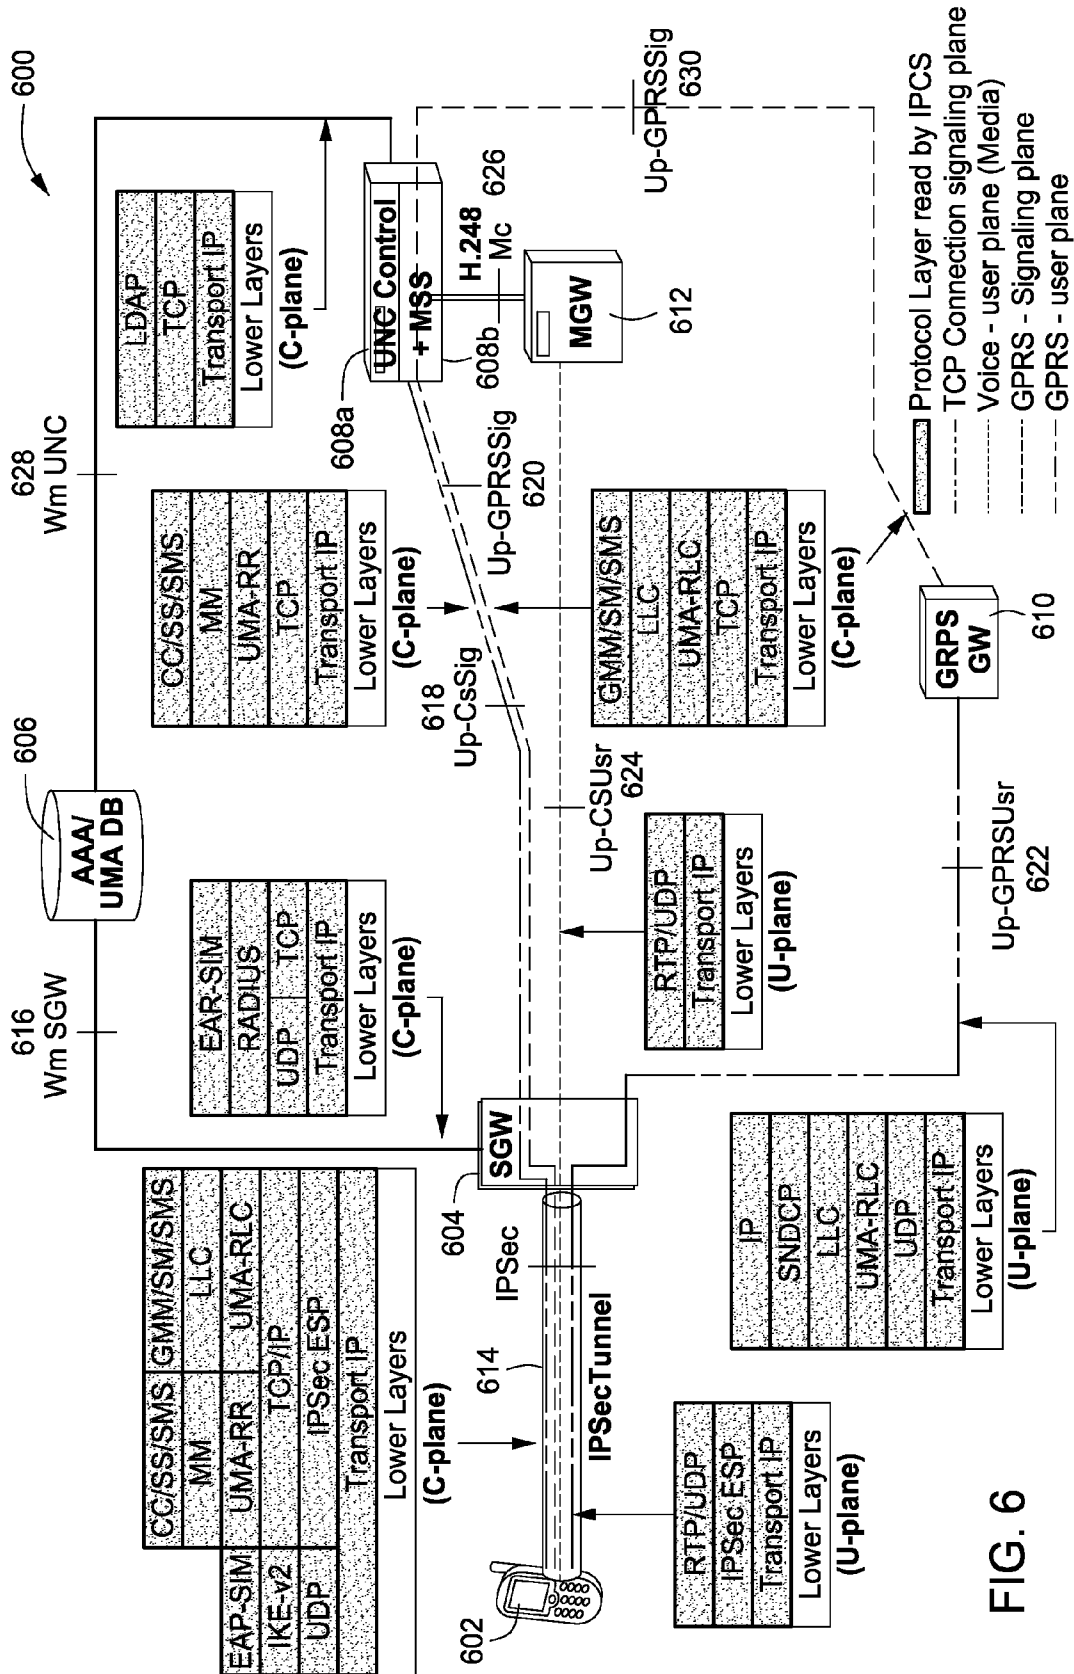 600
616
Wm SGW
606
AAA/
UMA DB
628
Wm UNC
CC/SS/SMS
GMM/SM/SMS
MM
LLC
EAP-SIM
UMA-RR
UMA-RLC
IKE-v2
TCP/IP
UDP
IPSec ESP
Transport IP
Lower Layers
(C-plane)
EAR-SIM
RADIUS
UDP
TCP
Transport IP
Lower Layers
(C-plane)
CC/SS/SMS
MM
UMA-RR
TCP
Transport IP
Lower Layers
(C-plane)
LDAP
TCP
Transport IP
Lower Layers
(C-plane)
608a
UNC Control
+ MSS
608b
H.248
Mc
626
MGW
612
Up-GPRSSig
630
604
SGW
618
Up-CsSig
Up-GPRSSig
620
602
614
IPSec
IPSecTunnel
Up-CSUsr
624
RTP/UDP
IPSec ESP
Transport IP
Lower Layers
(U-plane)
RTP/UDP
Transport IP
Lower Layers
(U-plane)
GMM/SM/SMS
LLC
UMA-RLC
TCP
Transport IP
Lower Layers
(C-plane)
IP
SNDCP
LLC
UMA-RLC
UDP
Transport IP
Lower Layers
(U-plane)
GRPS
GW
610
Up-GPRSUsr
622
Protocol Layer read by IPCS
TCP Connection signaling plane
Voice - user plane (Media)
GPRS - Signaling plane
GPRS - user plane
FIG. 6